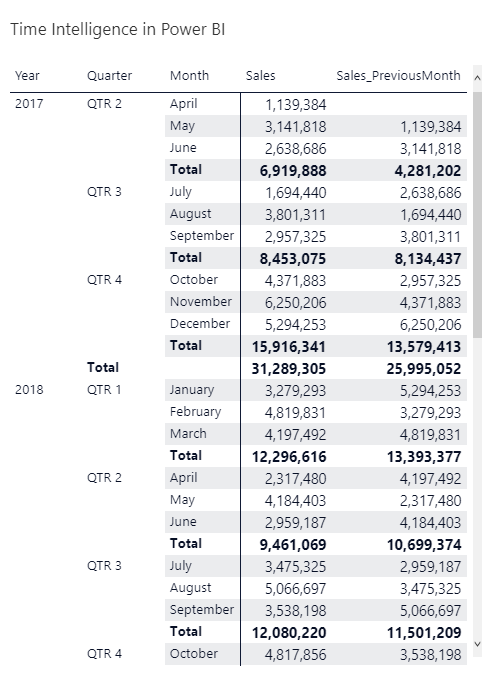 Time Intelligence in Power BI
Year Quarter Month Sales Sales_PreviousMonth
2017 QTR 2 April 1,139,384
May 3,141,818 1,139,384
June 2,638,686 3,141,818
Total 6,919,888 4,281,202
QTR 3 July 1,694,440 2,638,686
August 3,801,311 1,694,440
September 2,957,325 3,801,311
Total 8,453,075 8,134,437
QTR 4 October 4,371,883 2,957,325
November 6,250,206 4,371,883
December 5,294,253 6,250,206
Total 15,916,341 13,579,413
Total 31,289,305 25,995,052
2018 QTR 1 January 3,279,293 5,294,253
February 4,819,831 3,279,293
March 4,197,492 4,819,831
Total 12,296,616 13,393,377
QTR 2 April 2,317,480 4,197,492
May 4,184,403 2,317,480
June 2,959,187 4,184,403
Total 9,461,069 10,699,374
QTR 3 July 3,475,325 2,959,187
August 5,066,697 3,475,325
September 3,538,198 5,066,697
Total 12,080,220 11,501,209
QTR 4 October 4,817,856 3,538,198